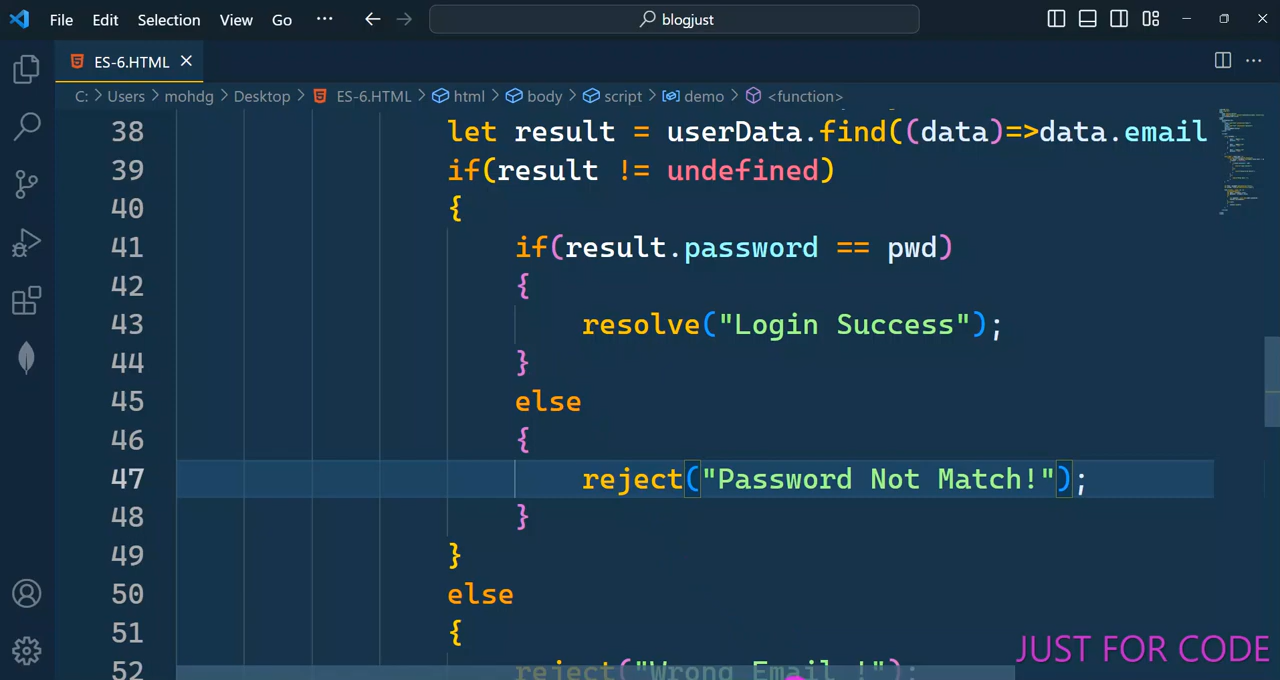 File Edit Selection View Go ··· blogjust
ES-6.HTML
C: > Users > mohdg > Desktop > ES-6.HTML > html > body > script > demo > <function>
38 let result = userData.find((data)=>data.email
39 if(result != undefined)
40 {
41 if(result.password == pwd)
42 {
43 resolve("Login Success");
44 }
45 else
46 {
47 reject("Password Not Match!");
48 }
49 }
50 else
51 {
52 reject("Wrong Email !");
JUST FOR CODE